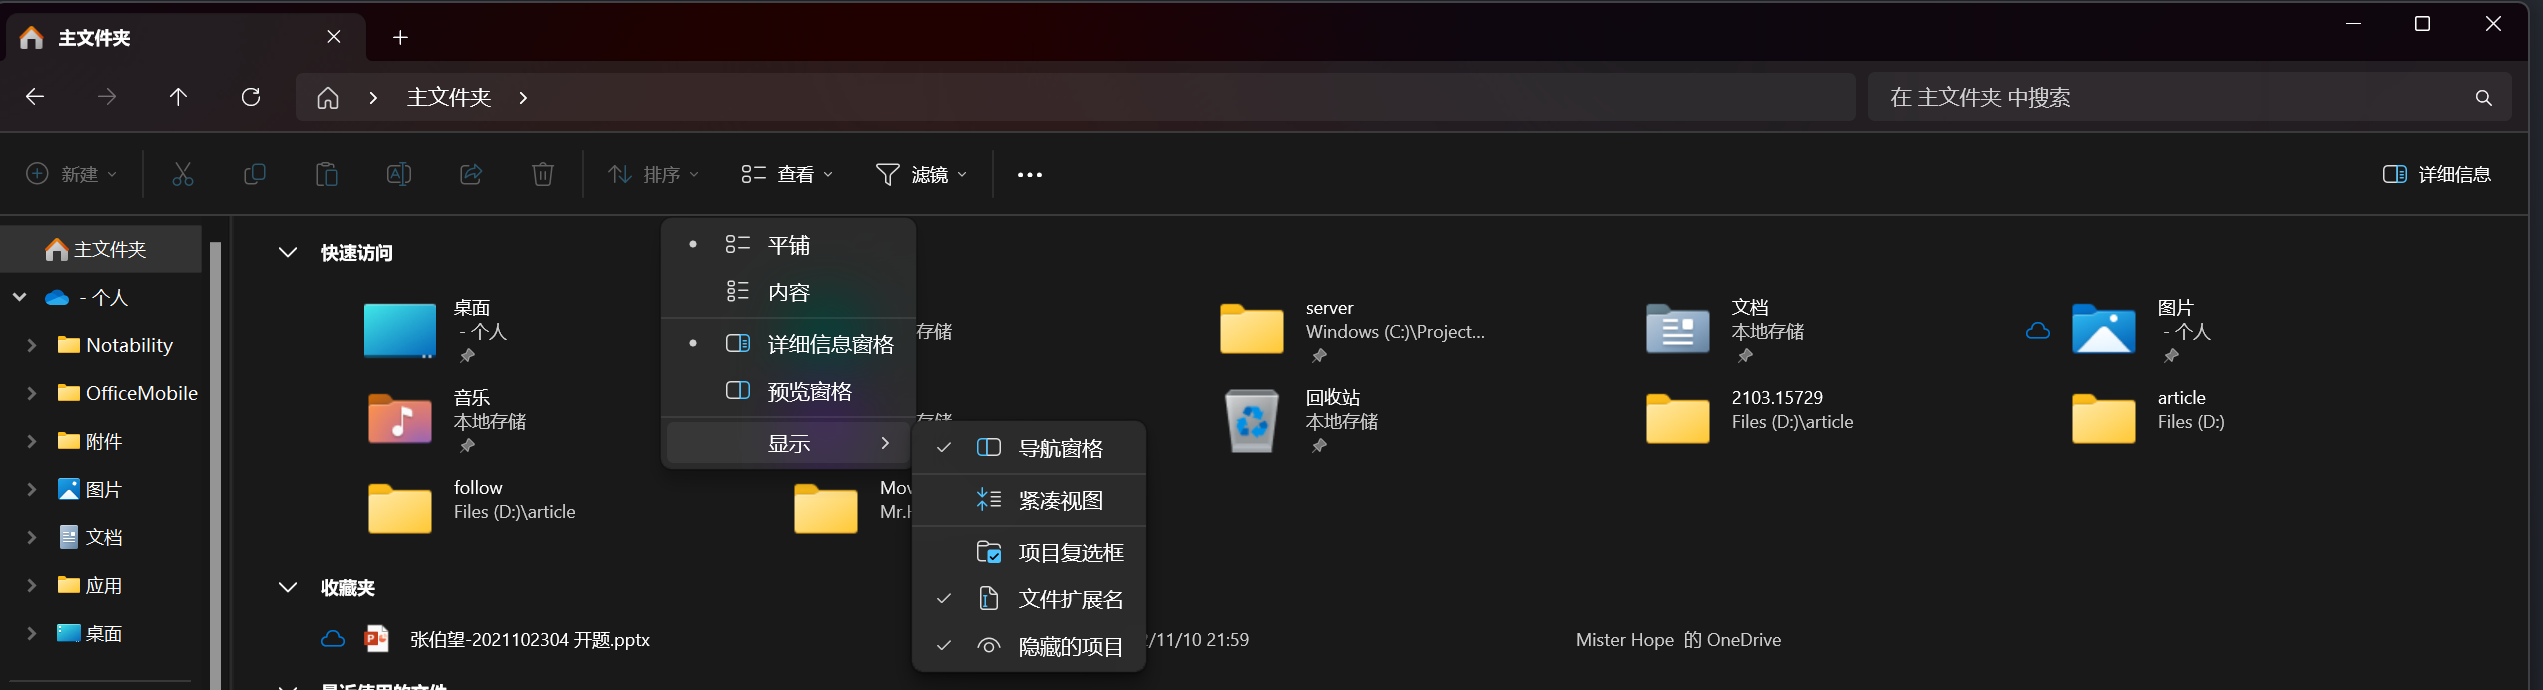 主文件夹
主文件夹
在 主文件夹 中搜索
新建
排序
查看
滤镜
详细信息
主文件夹
- 个人
Notability
OfficeMobile
附件
图片
文档
应用
桌面
快速访问
桌面
- 个人
存储
server
Windows (C:)\Project...
文档
本地存储
图片
- 个人
音乐
本地存储
存储
回收站
本地存储
2103.15729
Files (D:)\article
article
Files (D:)
follow
Files (D:)\article
Mov
Mr.H
平铺
内容
详细信息窗格
预览窗格
显示
导航窗格
紧凑视图
项目复选框
文件扩展名
隐藏的项目
收藏夹
张伯望-2021102304 开题.pptx
/11/10 21:59
Mister Hope 的 OneDrive
最近使用的文件